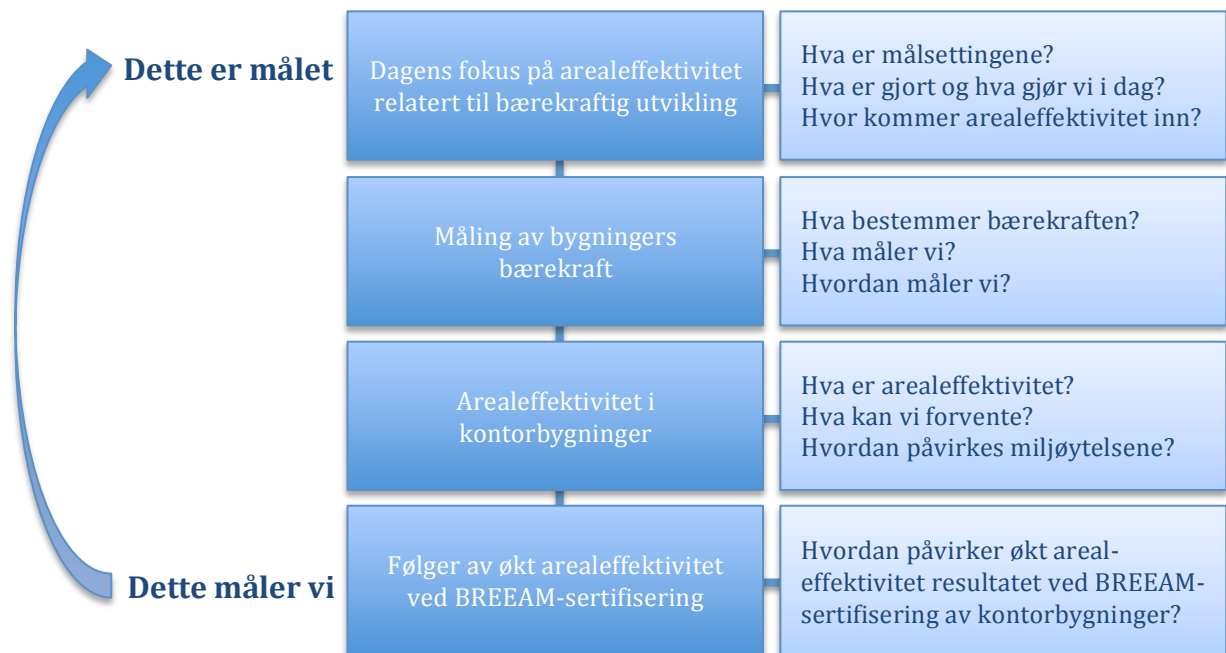 Dette er målet
Dagens fokus på arealeffektivitet
relatert til bærekraftig utvikling
Hva er målsettingene?
Hva er gjort og hva gjør vi i dag?
Hvor kommer arealeffektivitet inn?
Måling av bygningers
bærekraft
Hva bestemmer bærekraften?
Hva måler vi?
Hvordan måler vi?
Arealeffektivitet i
kontorbygninger
Hva er arealeffektivitet?
Hva kan vi forvente?
Hvordan påvirkes miljøytelsene?
Dette måler vi
Følger av økt arealeffektivitet
ved BREEAM-sertifisering
Hvordan påvirker økt areal-
effektivitet resultatet ved BREEAM-
sertifisering av kontorbygninger?